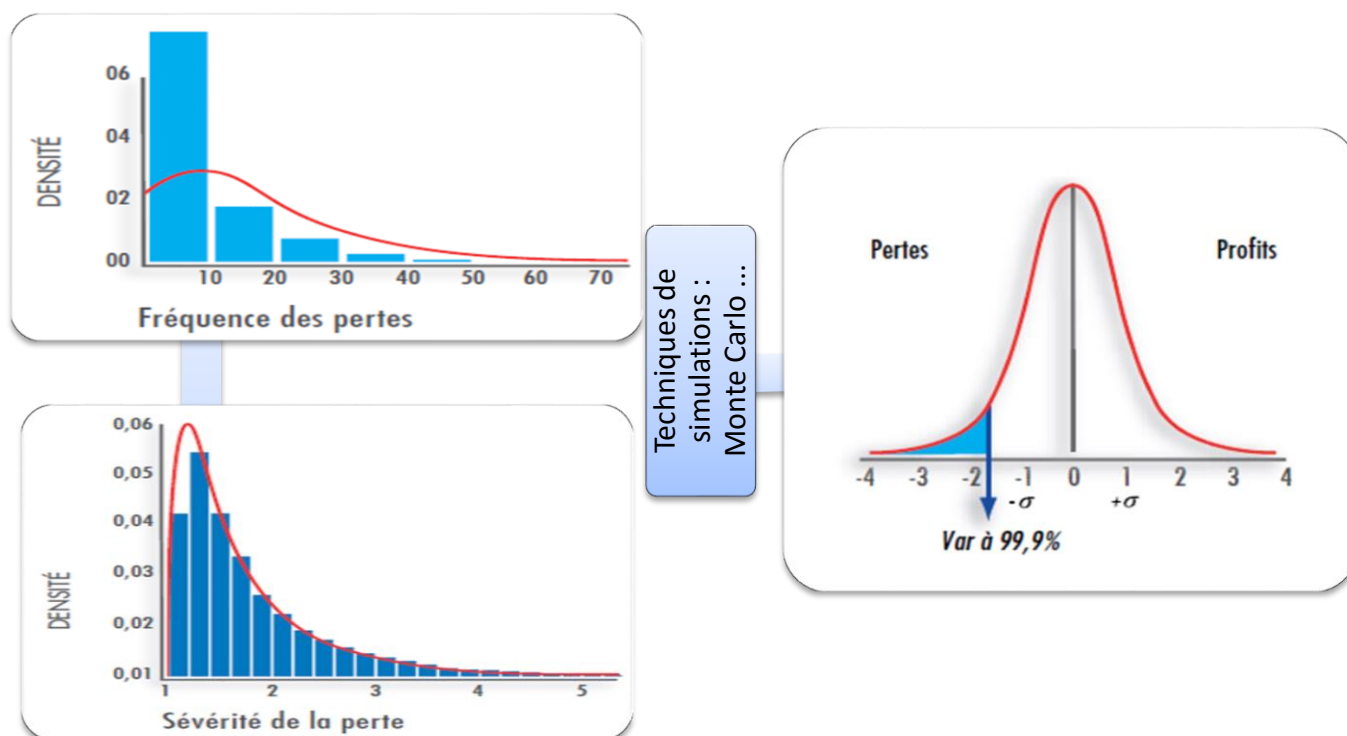 06
04
02
00
DENSITÉ
10 20 30 40 50 60 70
Fréquence des pertes
0,06
0,05
0,04
0,03
0,02
0,01
DENSITÉ
1 2 3 4 5
Sévérité de la perte
Techniques de
simulations :
Monte Carlo ...
Pertes Profits
-4 -3 -2 -1 0 1 2 3 4
-σ +σ
Var à 99,9%